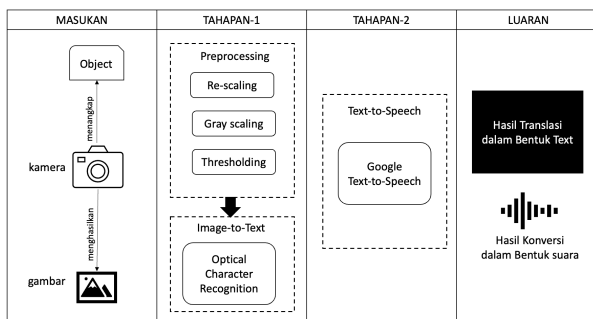 MASUKAN
TAHAPAN-1
TAHAPAN-2
LUARAN
Object
menangkap
kamera
menghasilkan
gambar
Preprocessing
Re-scaling
Gray scaling
Thresholding
Image-to-Text
Optical
Character
Recognition
Text-to-Speech
Google
Text-to-Speech
Hasil Translasi
dalam Bentuk Text
Hasil Konversi
dalam Bentuk suara